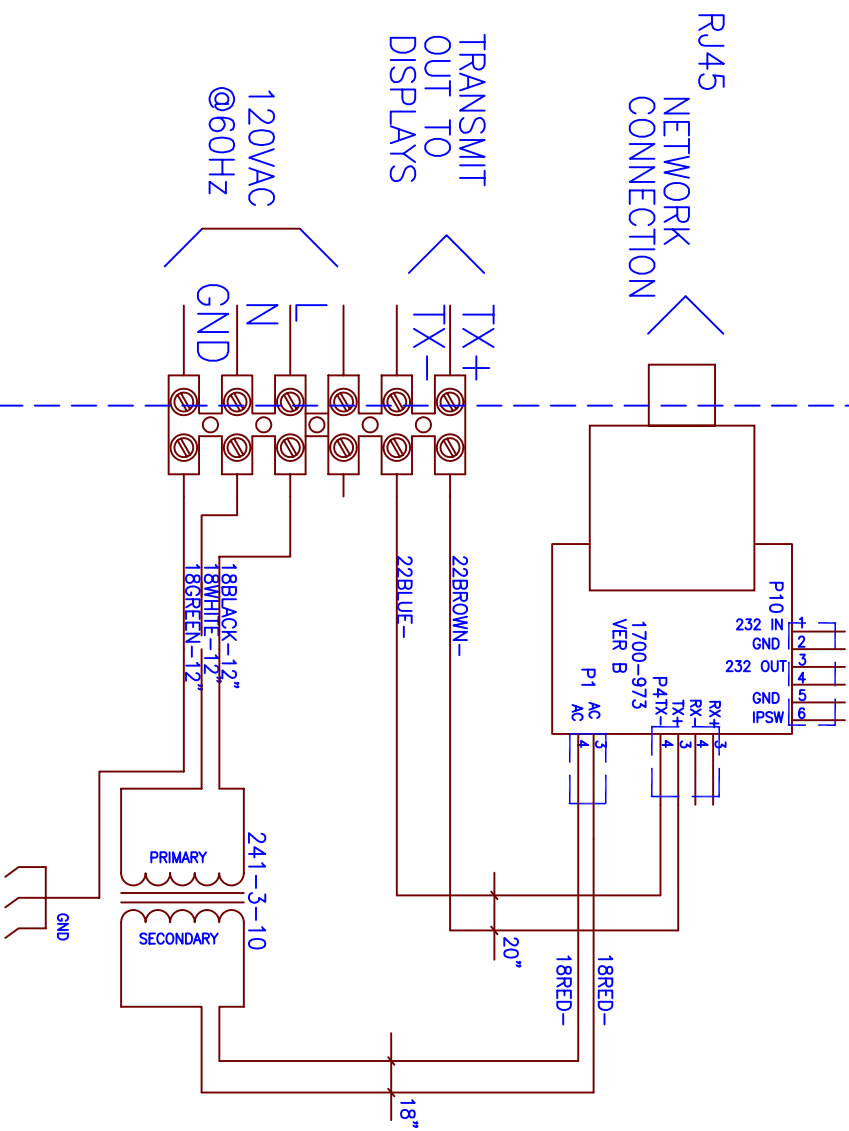 RJ45
NETWORK
CONNECTION
TRANSMIT
OUT TO
DISPLAYS
120VAC
@60Hz
TX+
TX-
L
N
GND
22BROWN-
22BLUE-
18BLACK-12"
18WHITE-12"
18GREEN-12"
P10
232 IN 1
GND 2
232 OUT 3
4
GND 5
IPSW 6
1700-973
VER B
RX+ 3
RX- 4
TX+ 3
P4TX- 4
P1
AC 3
AC 4
241-3-10
PRIMARY
SECONDARY
GND
20"
18RED-
18RED-
18"